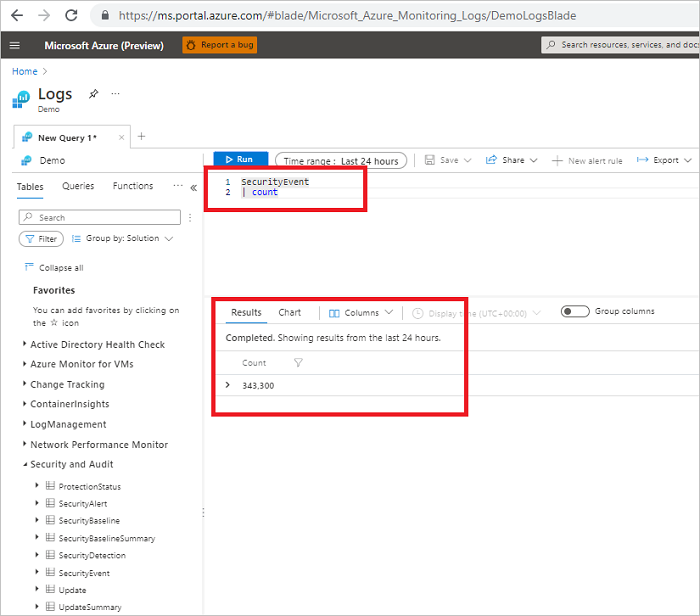 https://ms.portal.azure.com/#blade/Microsoft_Azure_Monitoring_Logs/DemoLogsBlade
Microsoft Azure (Preview)
Report a bug
Search resources, services, and docs
Home
Logs
Demo
New Query 1*
Demo
Run
Time range : Last 24 hours
Save
Share
New alert rule
Export
Tables
Queries
Functions
1 SecurityEvent
2 | count
Search
Filter
Group by: Solution
Collapse all
Favorites
You can add favorites by clicking on
the ☆ icon
Active Directory Health Check
Azure Monitor for VMs
Change Tracking
ContainerInsights
LogManagement
Network Performance Monitor
Security and Audit
ProtectionStatus
SecurityAlert
SecurityBaseline
SecurityBaselineSummary
SecurityDetection
SecurityEvent
Update
UpdateSummary
Results
Chart
Columns
Display time (UTC+00:00)
Group columns
Completed. Showing results from the last 24 hours.
Count
343,300